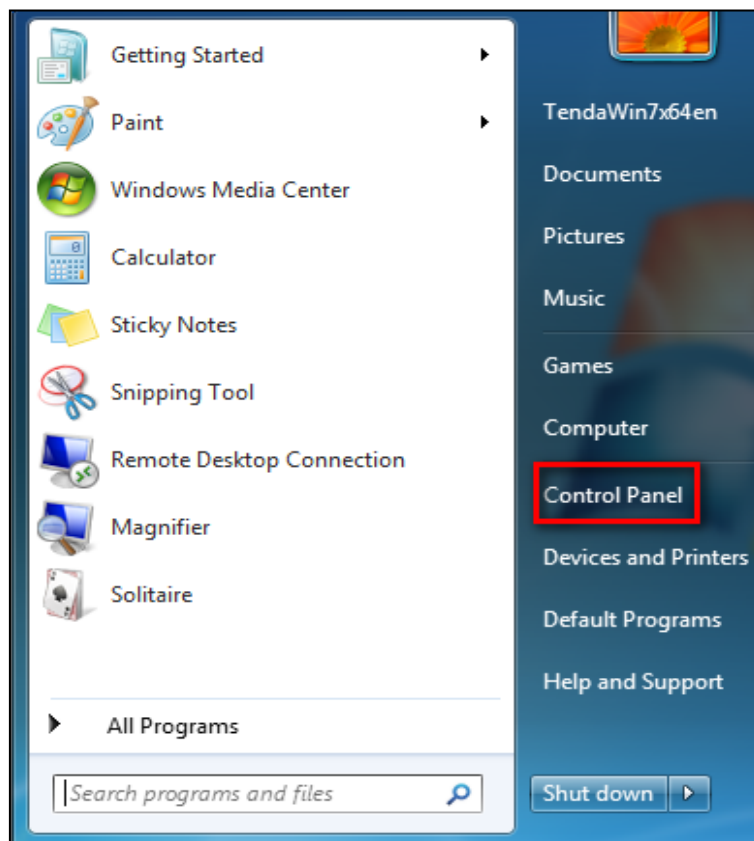 Getting Started
Paint
Windows Media Center
Calculator
Sticky Notes
Snipping Tool
Remote Desktop Connection
Magnifier
Solitaire
All Programs
Search programs and files
TendaWin7x64en
Documents
Pictures
Music
Games
Computer
Control Panel
Devices and Printers
Default Programs
Help and Support
Shut down